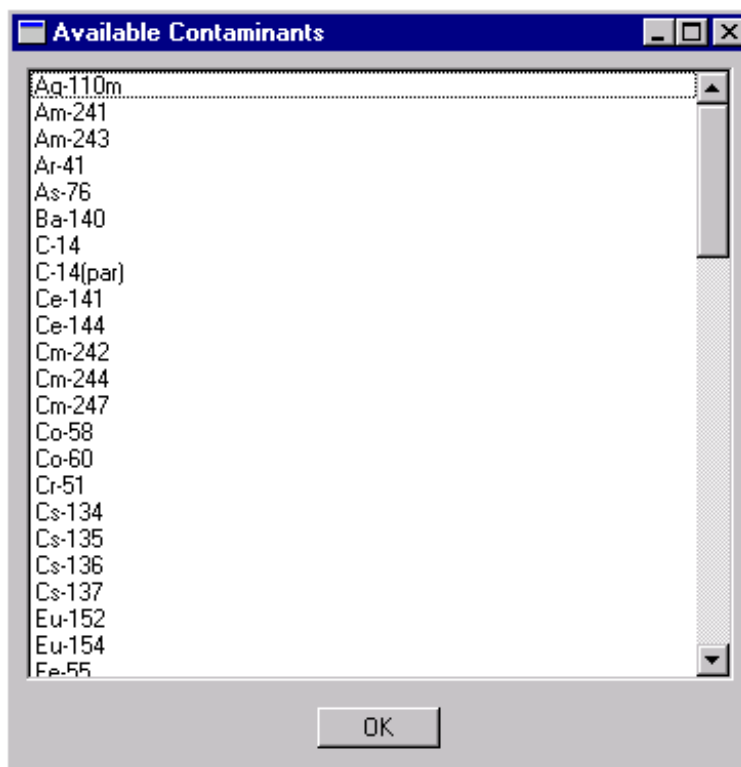 Available Contaminants
Ag-110m
Am-241
Am-243
Ar-41
As-76
Ba-140
C-14
C-14(par)
Ce-141
Ce-144
Cm-242
Cm-244
Cm-247
Co-58
Co-60
Cr-51
Cs-134
Cs-135
Cs-136
Cs-137
Eu-152
Eu-154
Fe-55
OK